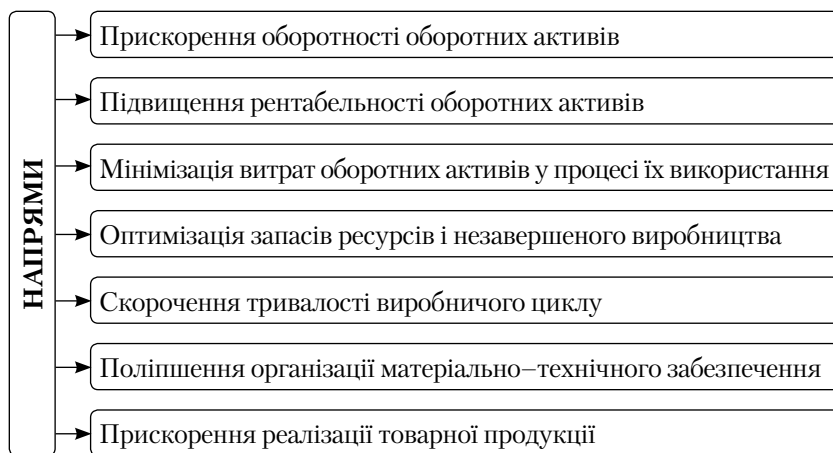 НАПРЯМИ
Прискорення оборотності оборотних активів
Підвищення рентабельності оборотних активів
Мінімізація витрат оборотних активів у процесі їх використання
Оптимізація запасів ресурсів і незавершеного виробництва
Скорочення тривалості виробничого циклу
Поліпшення організації матеріально–технічного забезпечення
Прискорення реалізації товарної продукції